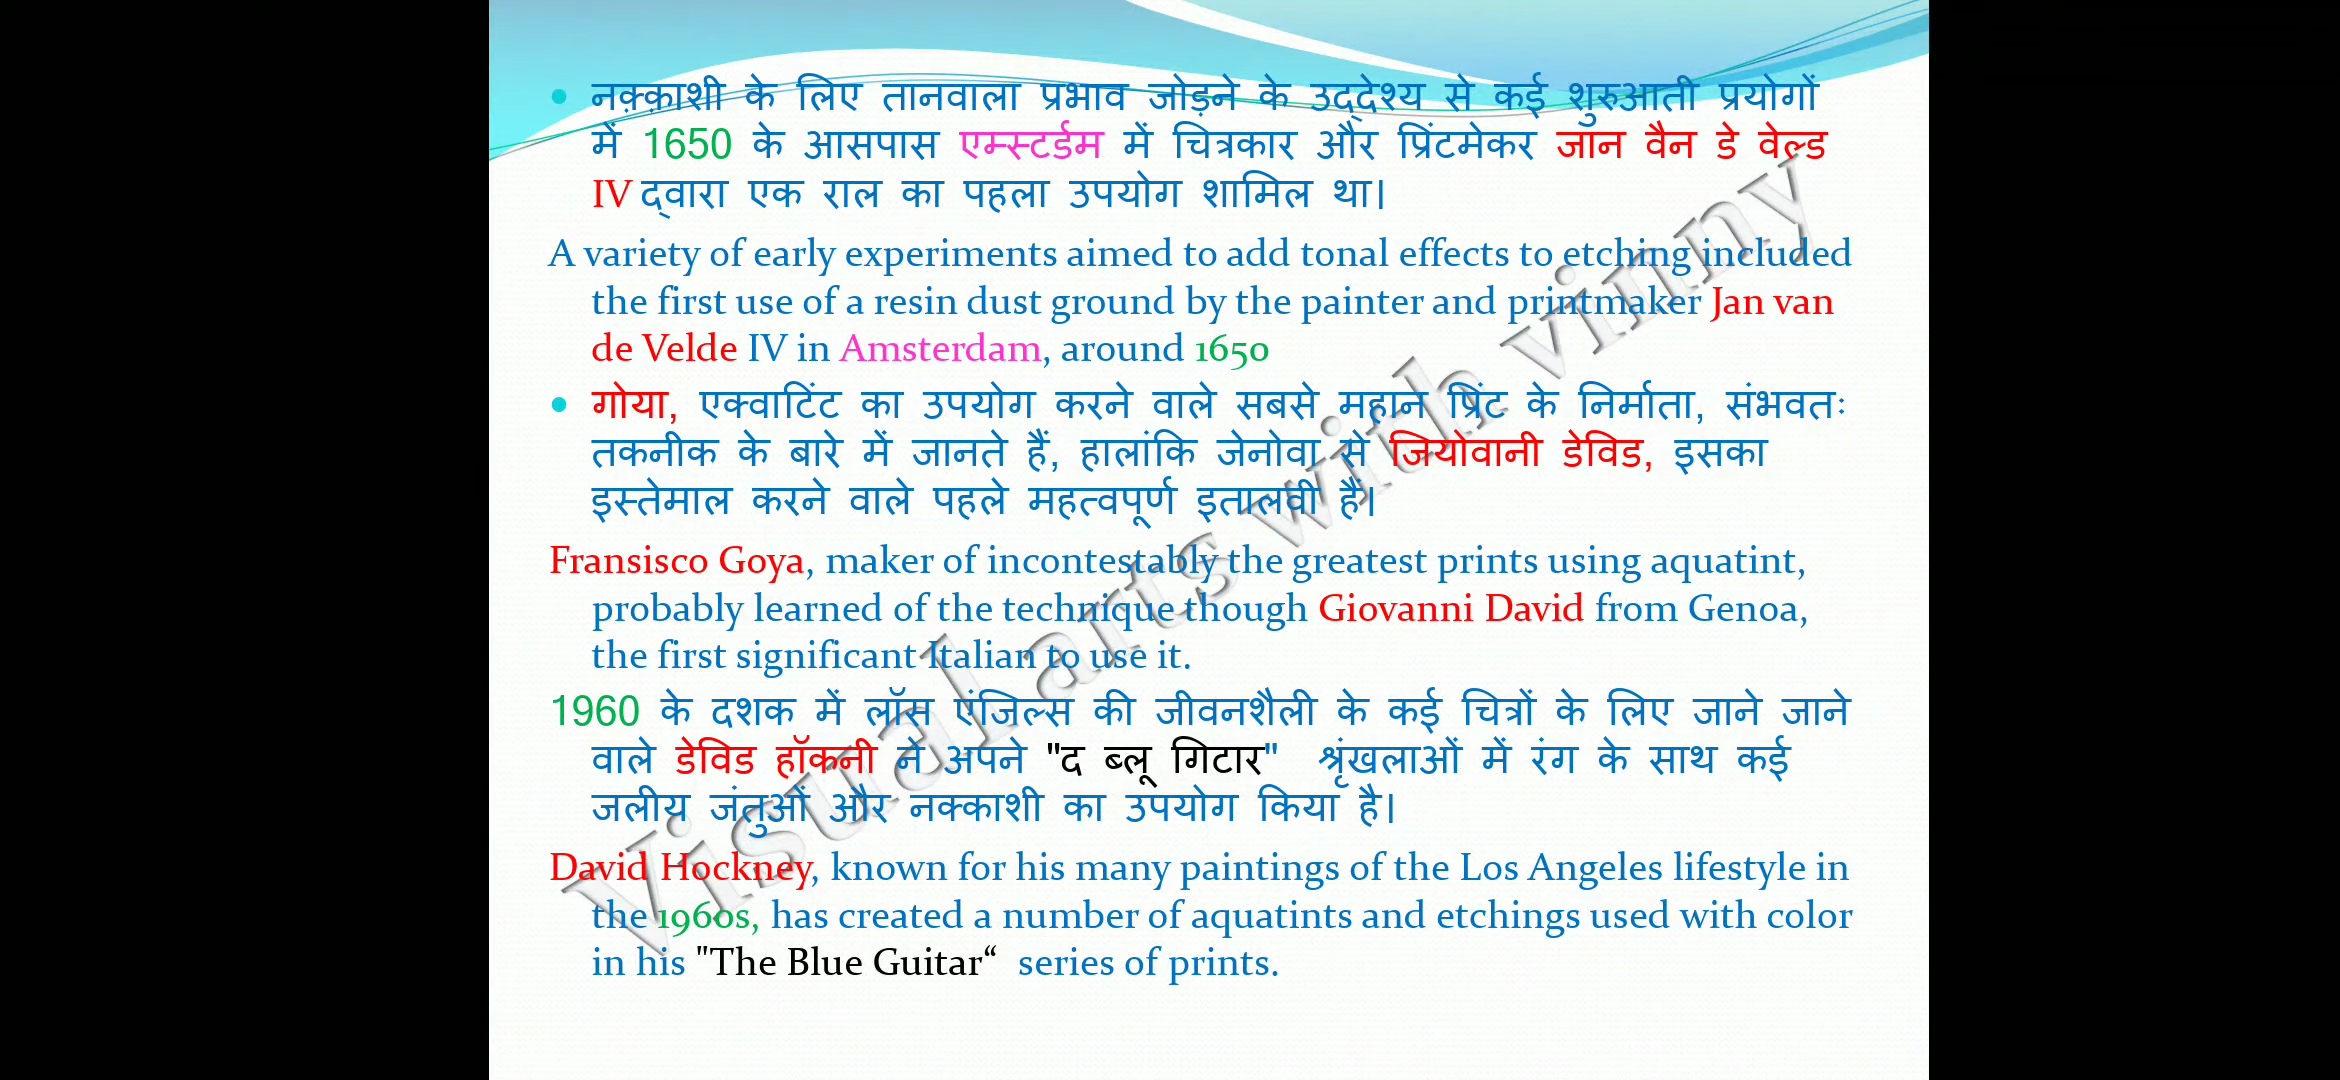 नक़्क़ाशी के लिए तानवाला प्रभाव जोड़ने के उद्देश्य से कई शुरुआती प्रयोगों
में 1650 के आसपास एम्स्टर्डम में चित्रकार और प्रिंटमेकर जान वैन डे वेल्ड
IV द्वारा एक राल का पहला उपयोग शामिल था।
A variety of early experiments aimed to add tonal effects to etching included
the first use of a resin dust ground by the painter and printmaker Jan van
de Velde IV in Amsterdam, around 1650
गोया, एक्वाटिंट का उपयोग करने वाले सबसे महान प्रिंट के निर्माता, संभवतः
तकनीक के बारे में जानते हैं, हालांकि जेनोवा से जियोवानी डेविड, इसका
इस्तेमाल करने वाले पहले महत्वपूर्ण इतालवी हैं।
Fransisco Goya, maker of incontestably the greatest prints using aquatint,
probably learned of the technique though Giovanni David from Genoa,
the first significant Italian to use it.
1960 के दशक में लॉस एंजिल्स की जीवनशैली के कई चित्रों के लिए जाने जाने
वाले डेविड हॉकनी ने अपने "द ब्लू गिटार" श्रृंखलाओं में रंग के साथ कई
जलीय जंतुओं और नक्काशी का उपयोग किया है।
David Hockney, known for his many paintings of the Los Angeles lifestyle in
the 1960s, has created a number of aquatints and etchings used with color
in his "The Blue Guitar“ series of prints.
Visual arts with vinny